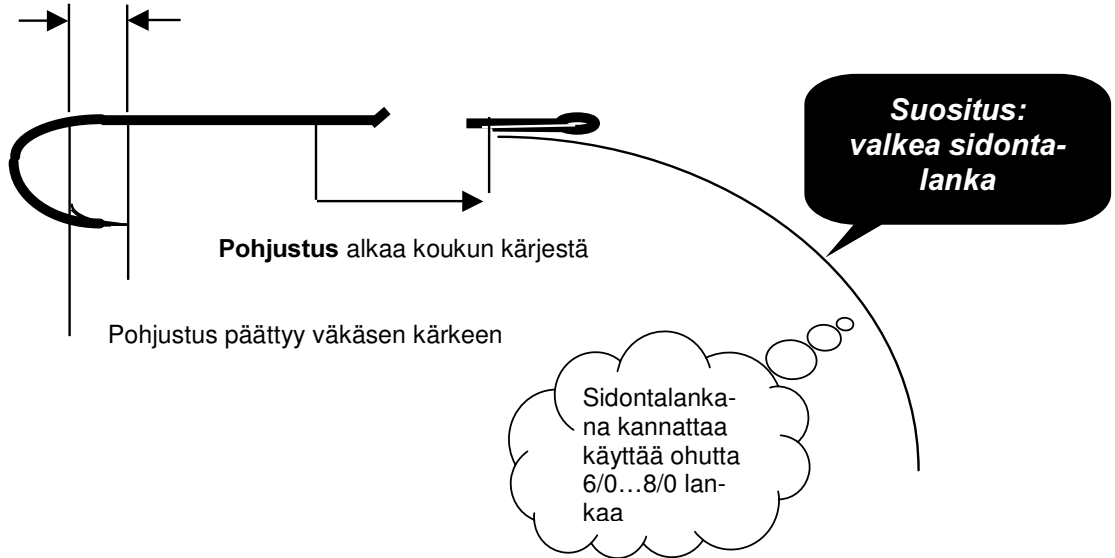 Suositus:
valkea sidonta-
lanka
Pohjustus alkaa koukun kärjestä
Pohjustus päättyy väkäsen kärkeen
Sidontalanka-
na kannattaa
käyttää ohutta
6/0…8/0 lan-
kaa